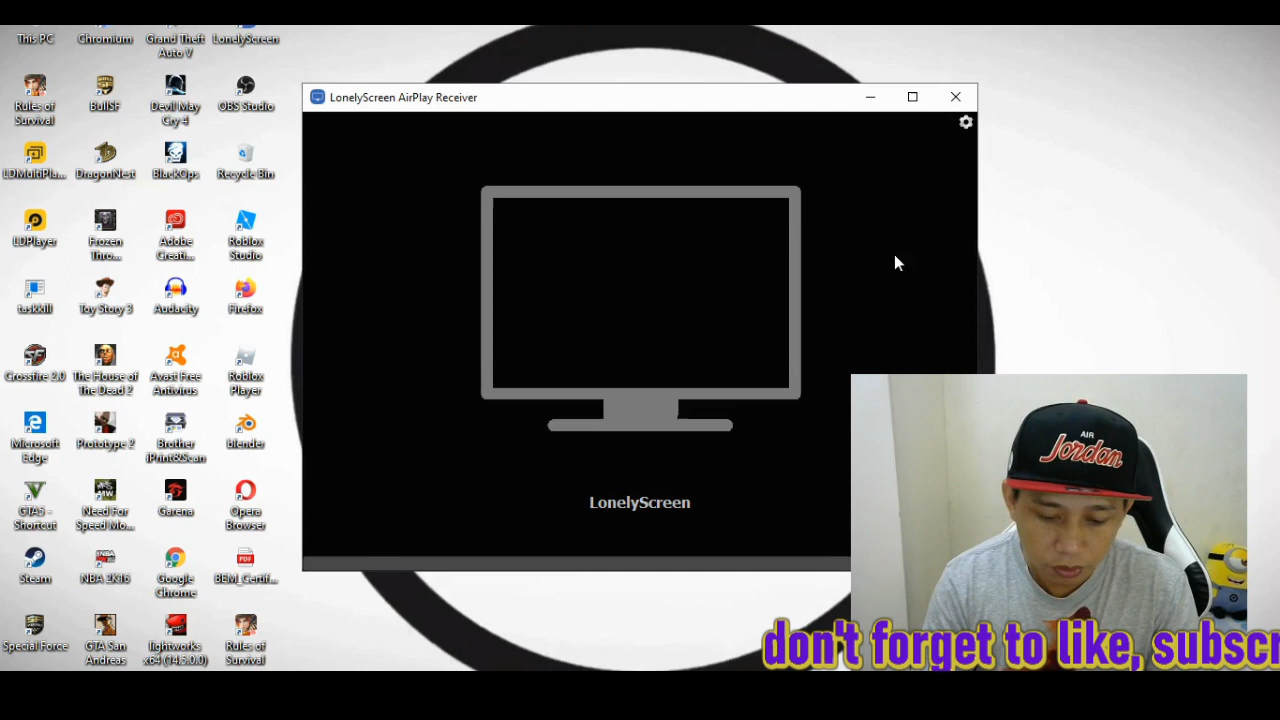 This PC
Chromium
Grand Theft
Auto V
LonelyScreen
Rules of
Survival
BullSF
Devil May
Cry 4
OBS Studio
LDMultiPla...
DragonNest
BlackOps
Recycle Bin
LDPlayer
Frozen
Thro...
Adobe
Creati...
Roblox
Studio
taskkill
Toy Story 3
Audacity
Firefox
Crossfire 2.0
The House of
The Dead 2
Avast Free
Antivirus
Roblox
Player
Microsoft
Edge
Prototype 2
Brother
iPrint&Scan
blender
GTA5 -
Shortcut
Need For
Speed Mo...
Garena
Opera
Browser
Steam
NBA 2K16
Google
Chrome
BEM_Certif...
Special Force
GTA San
Andreas
lightworks
x64 (14.5.0.0)
Rules of
Survival
LonelyScreen AirPlay Receiver
LonelyScreen
AIR
Jordan
don't forget to like, subscr